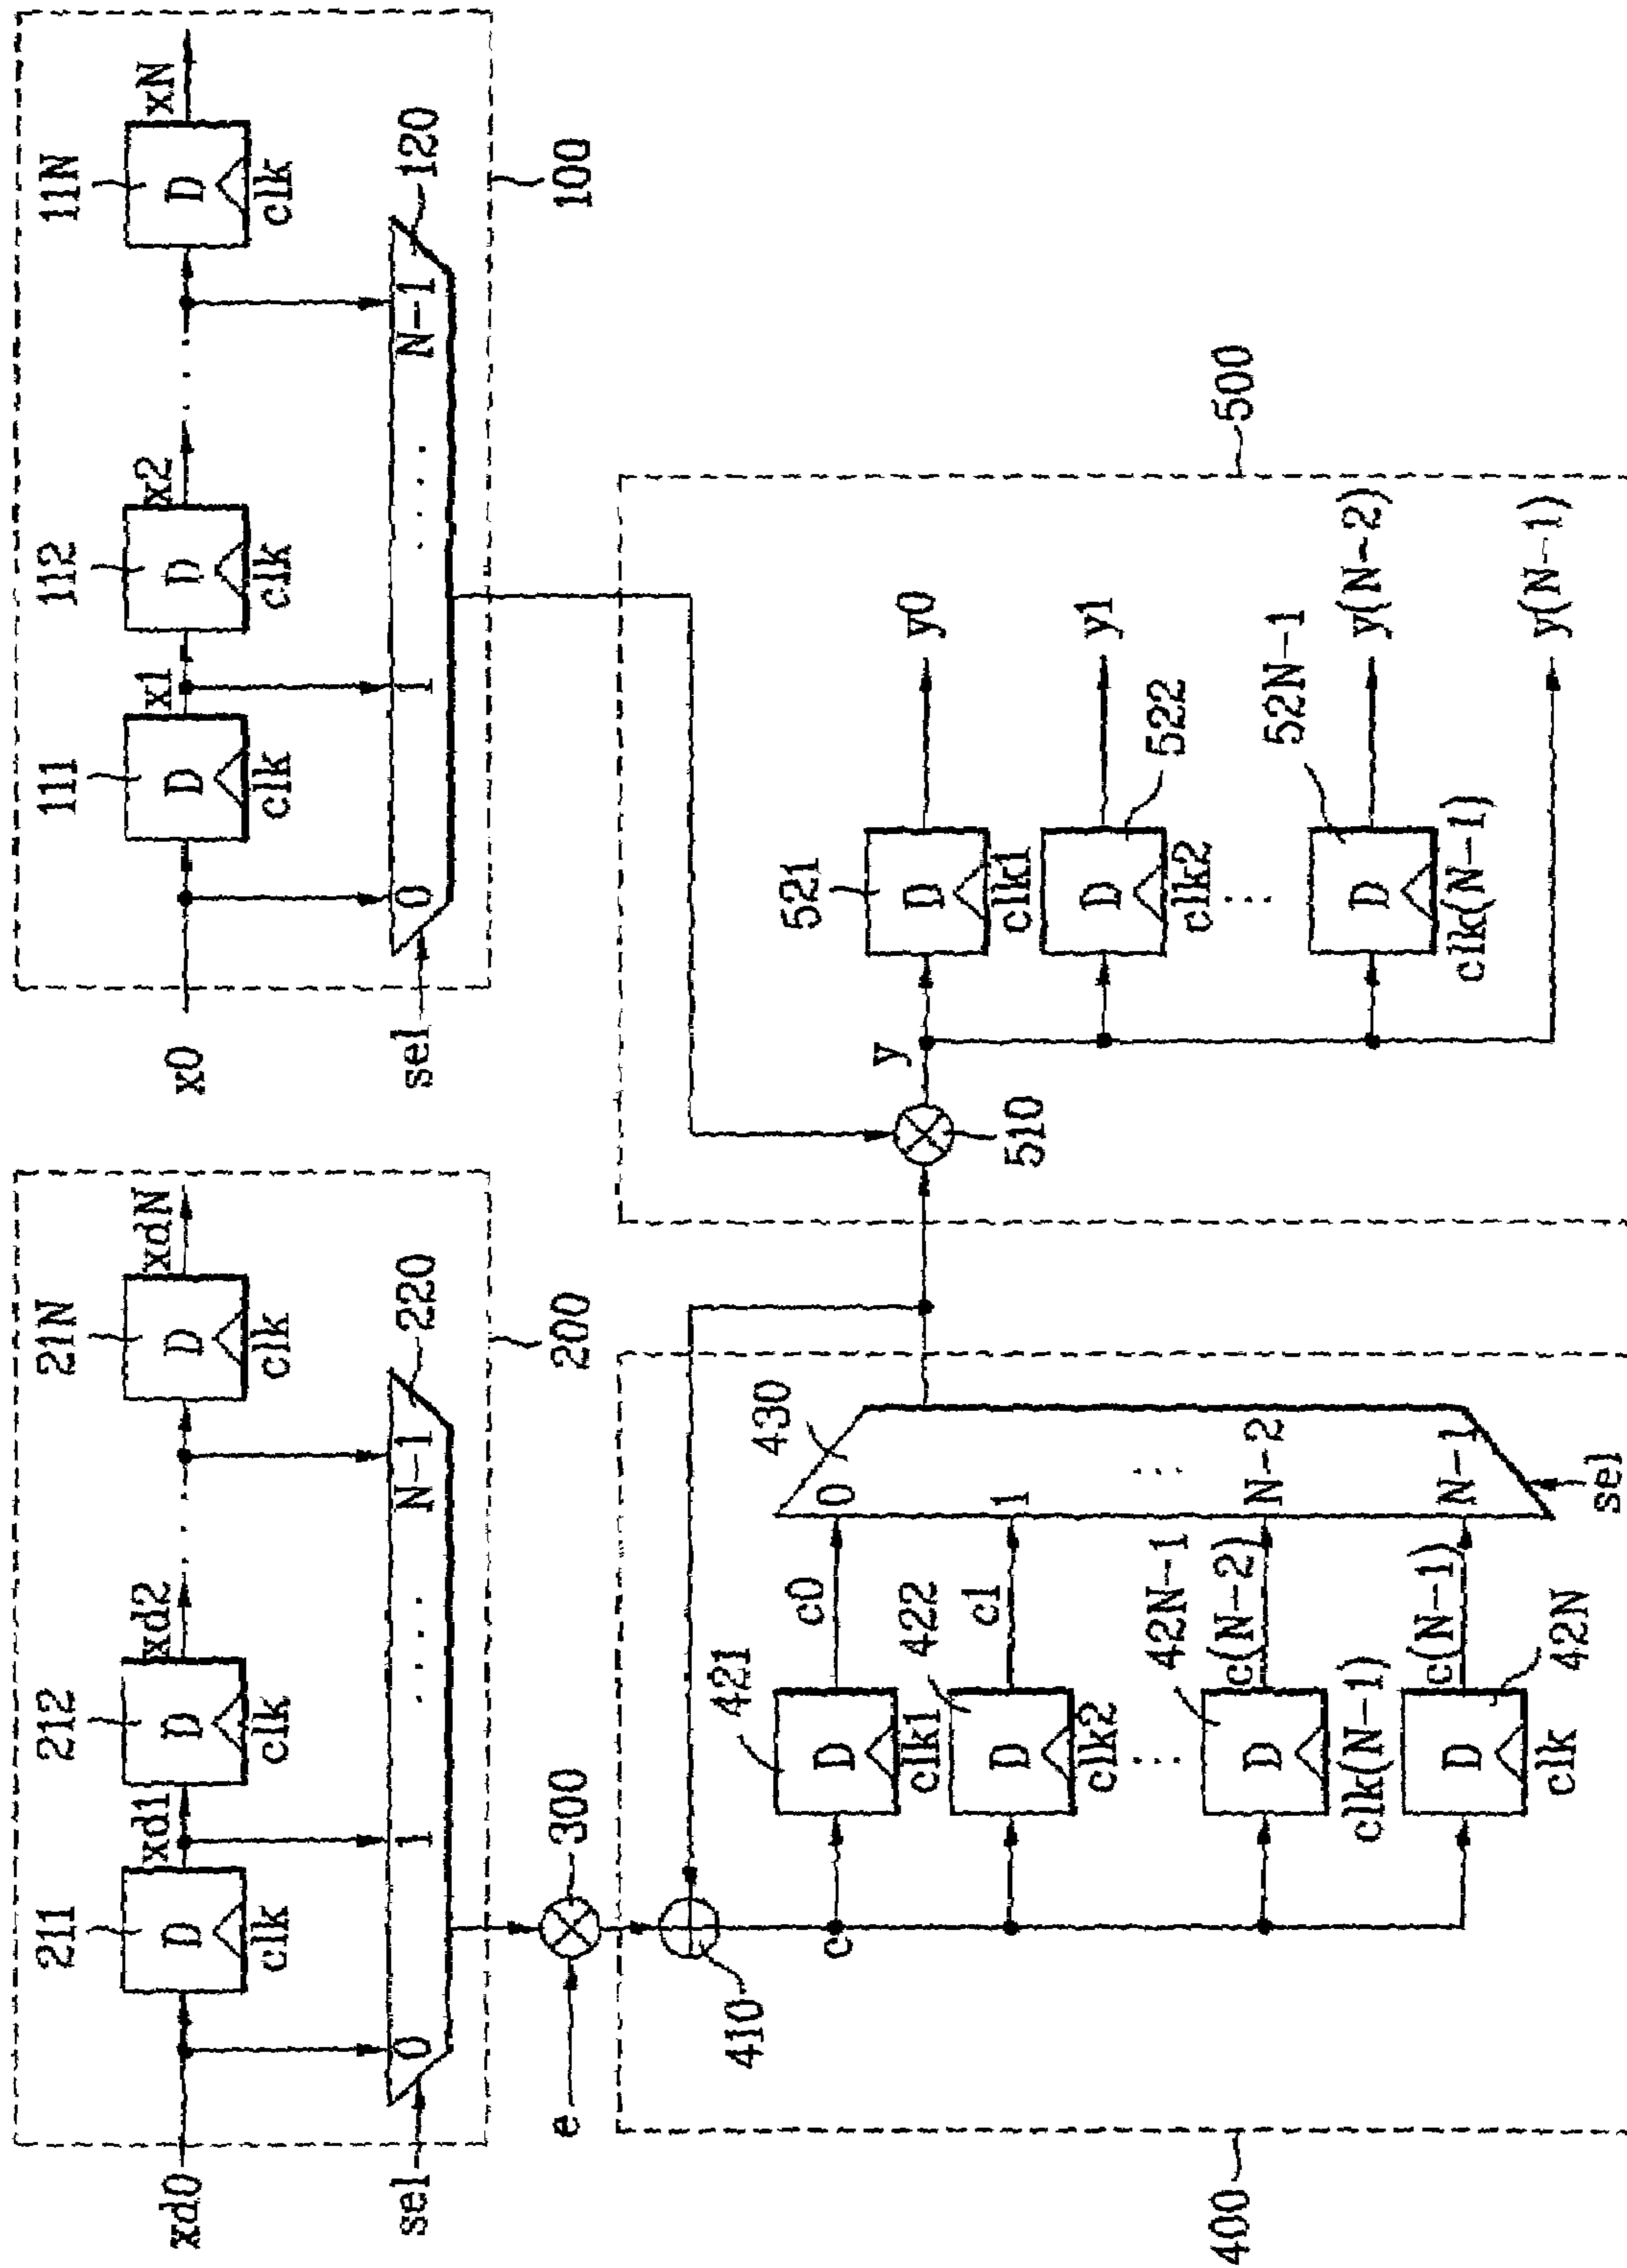 211
212
21N
xd0
xd1
xd2
xdN
D
D
D
clk
clk
clk
0
1
. . . .
N-1
220
sel
200
111
112
11N
x0
x1
x2
xN
D
D
D
clk
clk
clk
0
1
. . . .
N-1
120
sel
100
e
300
410
c
400
421
D
clk1
c0
422
D
clk2
c1
42N-1
D
clk(N-1)
c(N-2)
42N
D
clk
c(N-1)
430
0
1
N-2
N-1
sel
510
y
521
D
clk1
y0
522
D
clk2
y1
52N-1
D
clk(N-1)
y(N-2)
y(N-1)
500